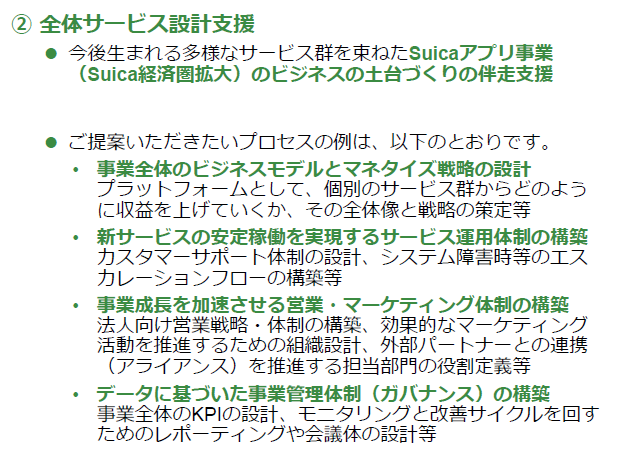 ② 全体サービス設計支援
● 今後生まれる多様なサービス群を束ねたSuicaアプリ事業
（Suica経済圏拡大）のビジネスの土台づくりの伴走支援
● ご提案いただきたいプロセスの例は、以下のとおりです。
• 事業全体のビジネスモデルとマネタイズ戦略の設計
プラットフォームとして、個別のサービス群からどのよう
に収益を上げていくか、その全体像と戦略の策定等
• 新サービスの安定稼働を実現するサービス運用体制の構築
カスタマーサポート体制の設計、システム障害時等のエス
カレーションフローの構築等
• 事業成長を加速させる営業・マーケティング体制の構築
法人向け営業戦略・体制の構築、効果的なマーケティング
活動を推進するための組織設計、外部パートナーとの連携
（アライアンス）を推進する担当部門の役割定義等
• データに基づいた事業管理体制（ガバナンス）の構築
事業全体のKPIの設計、モニタリングと改善サイクルを回す
ためのレポーティングや会議体の設計等